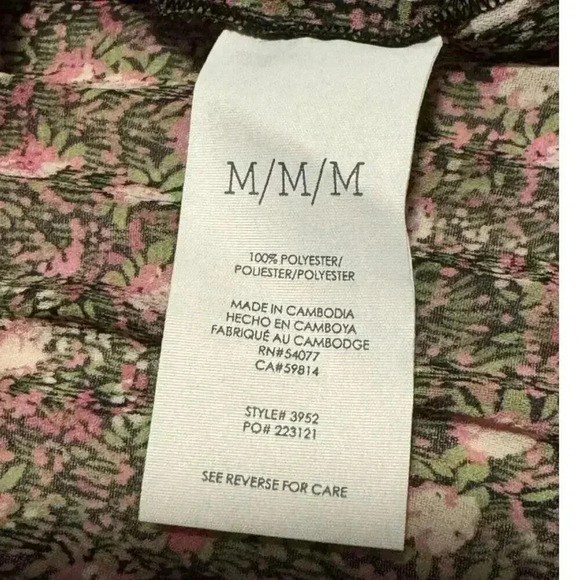 M/M/M
100% POLYESTER/
POLIESTER/POLYESTER
MADE IN CAMBODIA
HECHO EN CAMBOYA
FABRIQUÉ AU CAMBODGE
RN#54077
CA#59814
STYLE# 3952
PO# 223121
SEE REVERSE FOR CARE